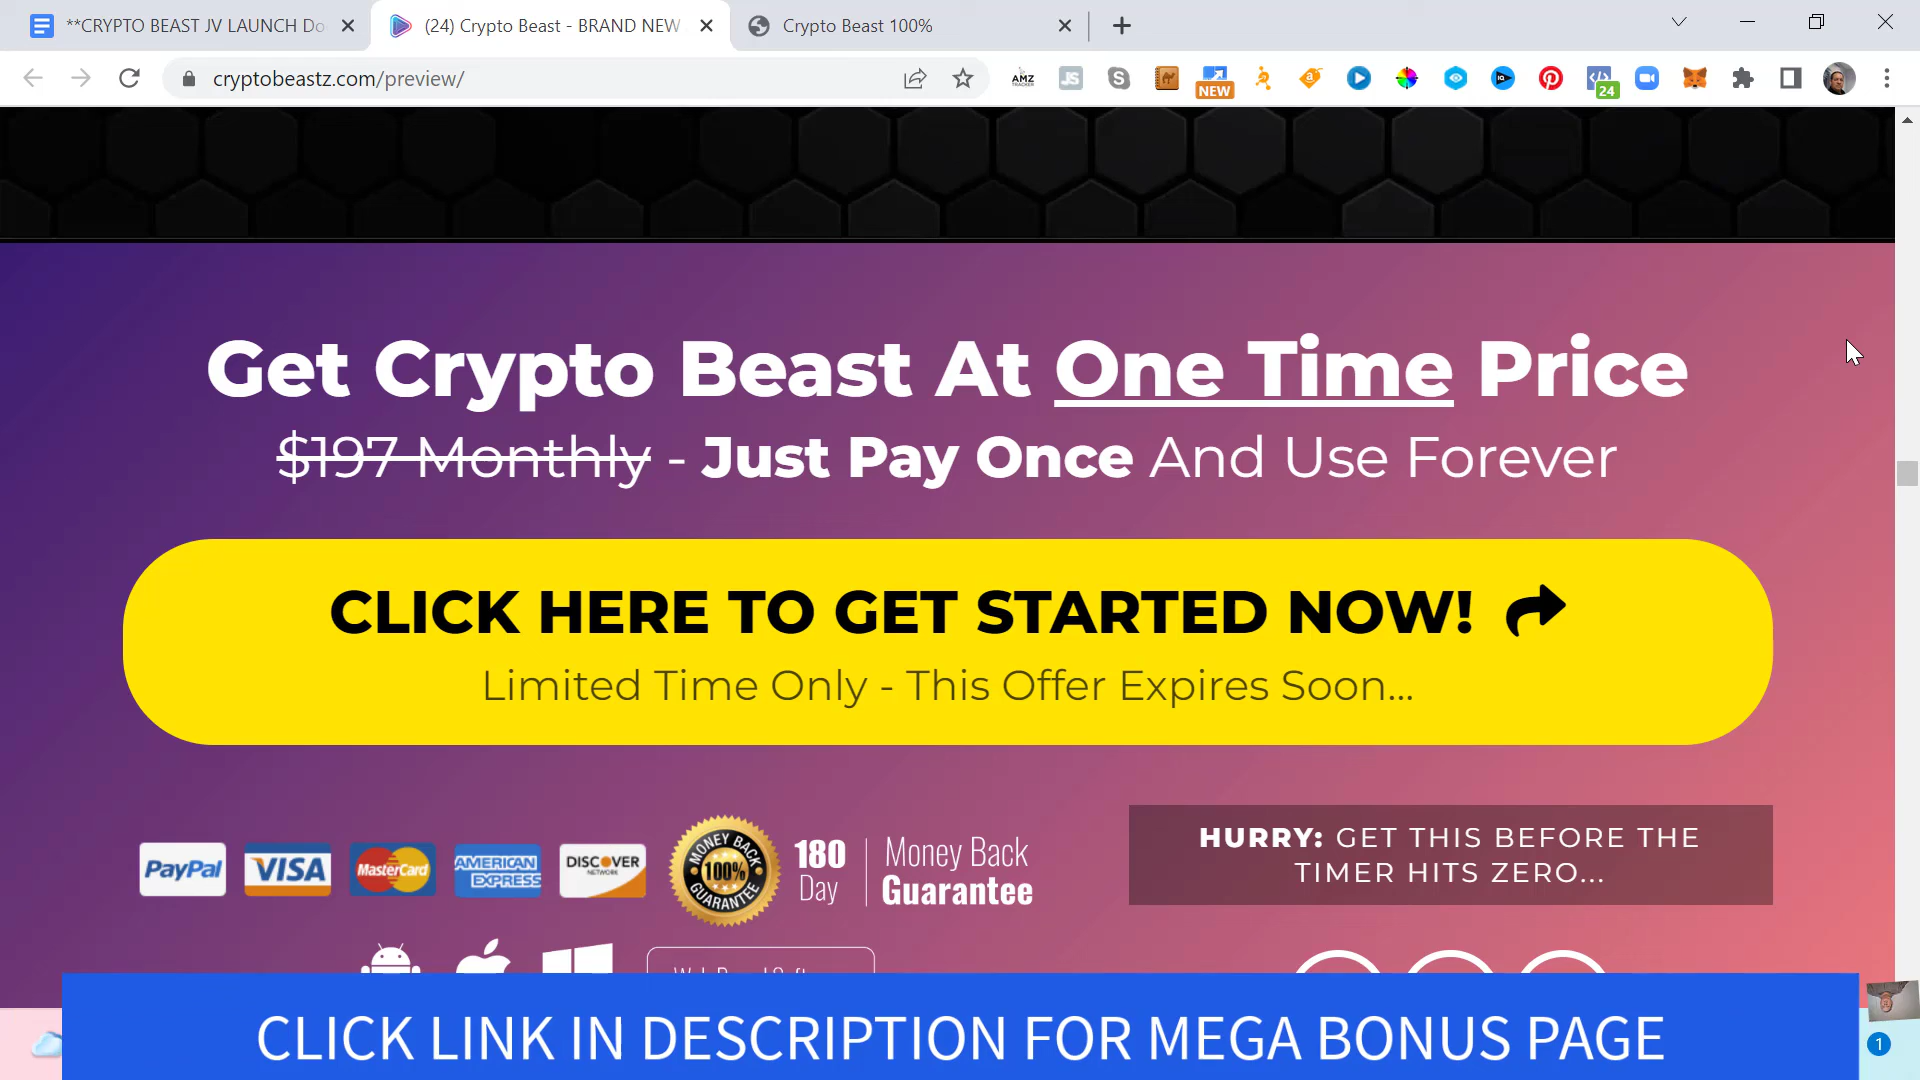 **CRYPTO BEAST JV LAUNCH Do
(24) Crypto Beast - BRAND NEW
Crypto Beast 100%
cryptobeastz.com/preview/
AMZ
TRACKER
JS
NEW
24
Get Crypto Beast At One Time Price
$197 Monthly - Just Pay Once And Use Forever
CLICK HERE TO GET STARTED NOW!
Limited Time Only - This Offer Expires Soon...
PayPal
VISA
MasterCard
AMERICAN
EXPRESS
DISCOVER
NETWORK
MONEY BACK
100%
GUARANTEE
180
Day
Money Back
Guarantee
HURRY: GET THIS BEFORE THE
TIMER HITS ZERO...
CLICK LINK IN DESCRIPTION FOR MEGA BONUS PAGE
1